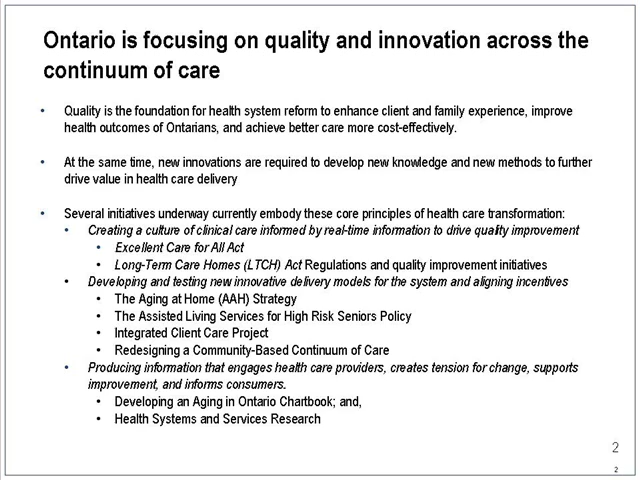 Ontario is focusing on quality and innovation across the
continuum of care
• Quality is the foundation for health system reform to enhance client and family experience, improve
health outcomes of Ontarians, and achieve better care more cost-effectively.
• At the same time, new innovations are required to develop new knowledge and new methods to further
drive value in health care delivery
• Several initiatives underway currently embody these core principles of health care transformation:
• Creating a culture of clinical care informed by real-time information to drive quality improvement
• Excellent Care for All Act
• Long-Term Care Homes (LTCH) Act Regulations and quality improvement initiatives
• Developing and testing new innovative delivery models for the system and aligning incentives
• The Aging at Home (AAH) Strategy
• The Assisted Living Services for High Risk Seniors Policy
• Integrated Client Care Project
• Redesigning a Community-Based Continuum of Care
• Producing information that engages health care providers, creates tension for change, supports
improvement, and informs consumers.
• Developing an Aging in Ontario Chartbook; and,
• Health Systems and Services Research
2
2